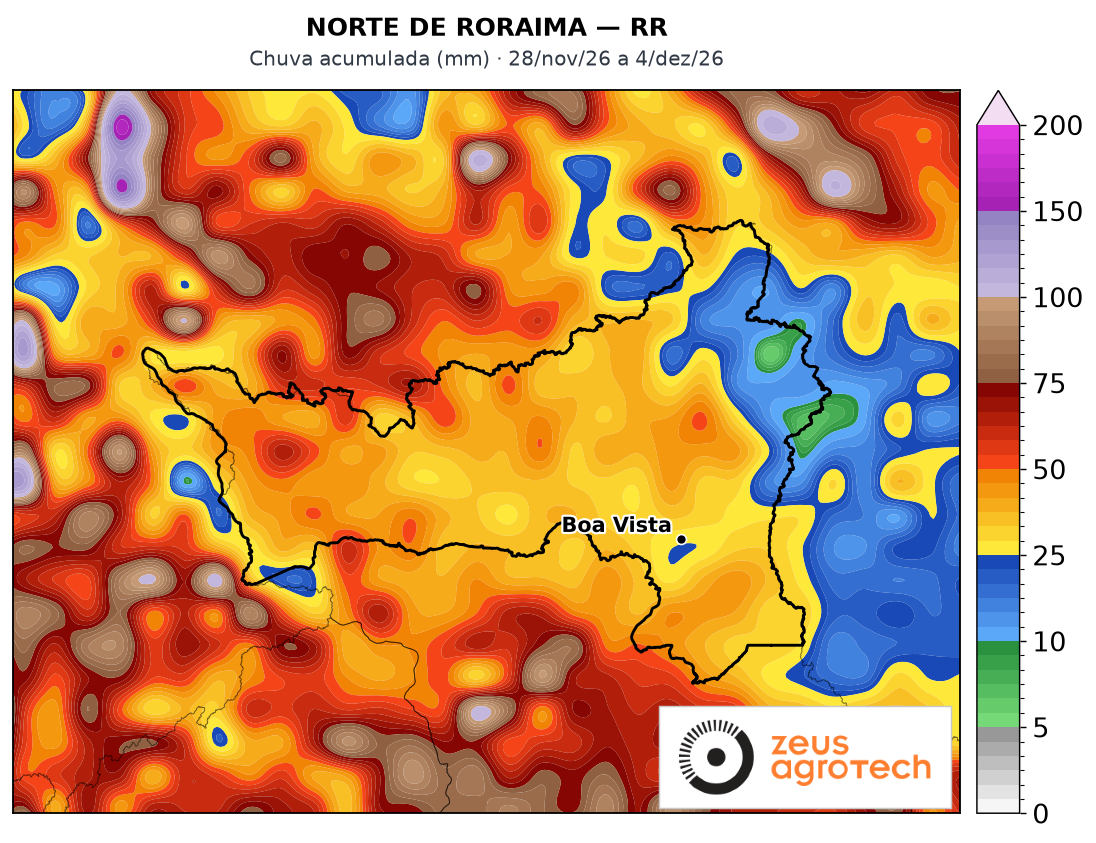 NORTE DE RORAIMA — RR
Chuva acumulada (mm) · 28/nov/26 a 4/dez/26
200
150
100
75
50
25
10
5
0
Boa Vista
zeus
agrotech